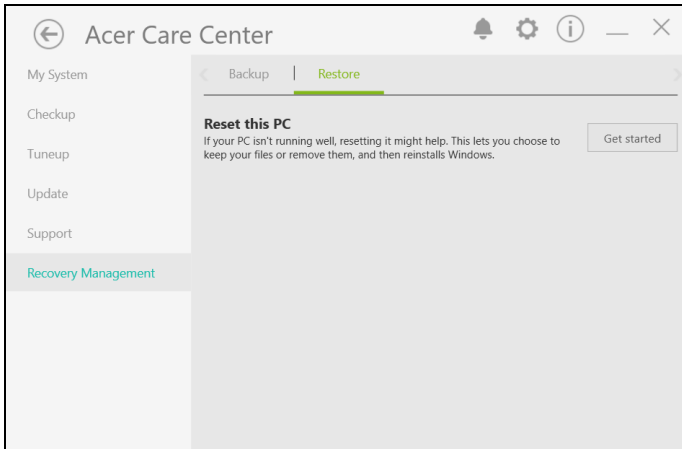 Acer Care Center
My System
Checkup
Tuneup
Update
Support
Recovery Management
Backup | Restore
Reset this PC
If your PC isn't running well, resetting it might help. This lets you choose to
keep your files or remove them, and then reinstalls Windows.
Get started